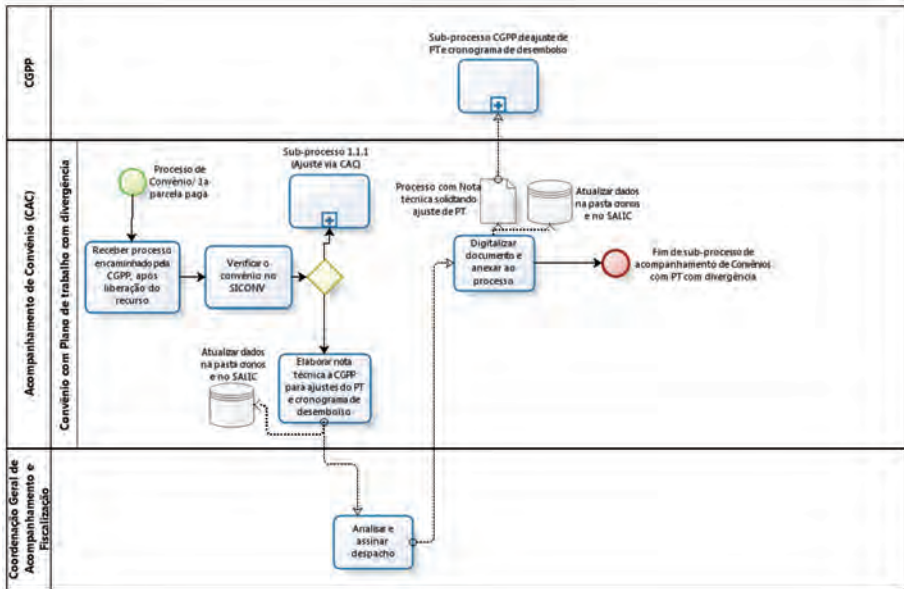 CGPP
Sub-processo CGPP de ajuste de
PT e cronograma de desembolso
Acompanhamento de Convênio (CAC)
Convênio com Plano de trabalho com divergência
Processo de
Convênio/ 1a
parcela paga
Receber processo
encaminhado pela
CGPP, após
liberação do
recurso
Verificar o
convênio no
SICONV
Sub-processo 1.1.1
(Ajuste via CAC)
Atualizar dados
na pasta cronos
e no SALIC
Elaborar nota
técnica a CGPP
para ajustes do PT
e cronograma de
desembolso
Processo com Nota
técnica solicitando
ajuste de PT
Atualizar dados
na pasta cronos
e no SALIC
Digitalizar
documento e
anexar ao
processo
Fim de sub-processo de
acompanhamento de Convênios
com PT com divergência
Coordenação Geral de
Acompanhamento e
Fiscalização
Analisar e
assinar
despacho